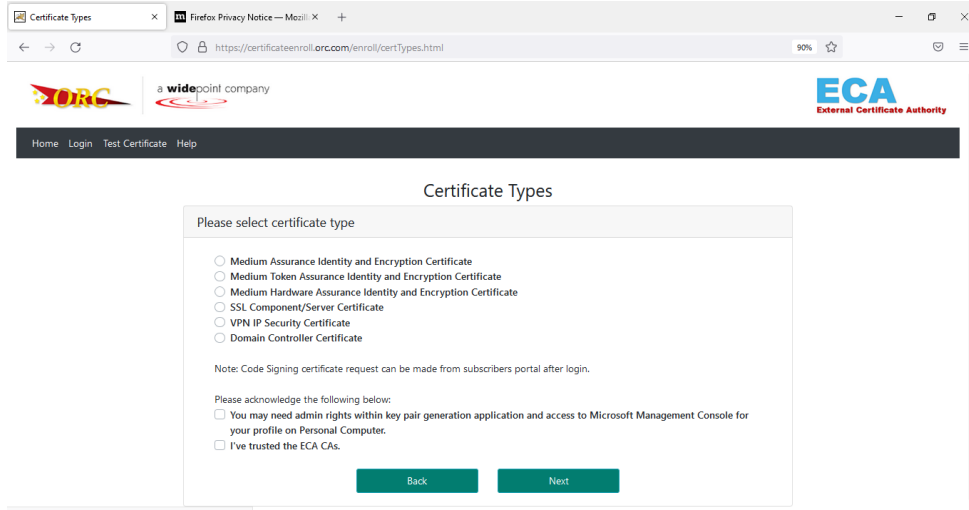 Certificate Types
Firefox Privacy Notice — Mozill
https://certificateenroll.orc.com/enroll/certTypes.html
90%
ORC
a widepoint company
ECA
External Certificate Authority
Home Login Test Certificate Help
Certificate Types
Please select certificate type
Medium Assurance Identity and Encryption Certificate
Medium Token Assurance Identity and Encryption Certificate
Medium Hardware Assurance Identity and Encryption Certificate
SSL Component/Server Certificate
VPN IP Security Certificate
Domain Controller Certificate
Note: Code Signing certificate request can be made from subscribers portal after login.
Please acknowledge the following below:
You may need admin rights within key pair generation application and access to Microsoft Management Console for
your profile on Personal Computer.
I've trusted the ECA CAs.
Back
Next